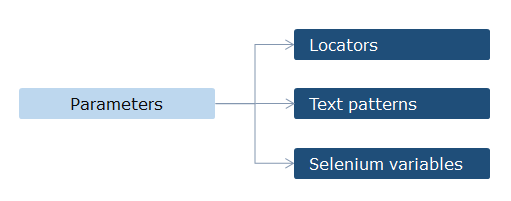 Locators
Parameters
Text patterns
Selenium variables